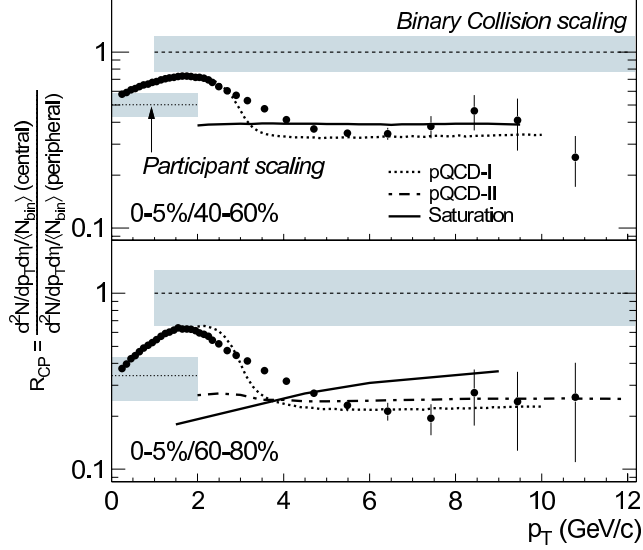 R_CP = d²N/dp_T dη/⟨N_bin⟩ (central)
d²N/dp_T dη/⟨N_bin⟩ (peripheral)
Binary Collision scaling
1
Participant scaling
pQCD-I
pQCD-II
Saturation
0-5%/40-60%
0.1
1
0-5%/60-80%
0.1
0 2 4 6 8 10 12
p_T (GeV/c)